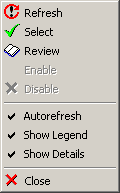 Refresh
Select
Review
Enable
Disable
Autorefresh
Show Legend
Show Details
Close